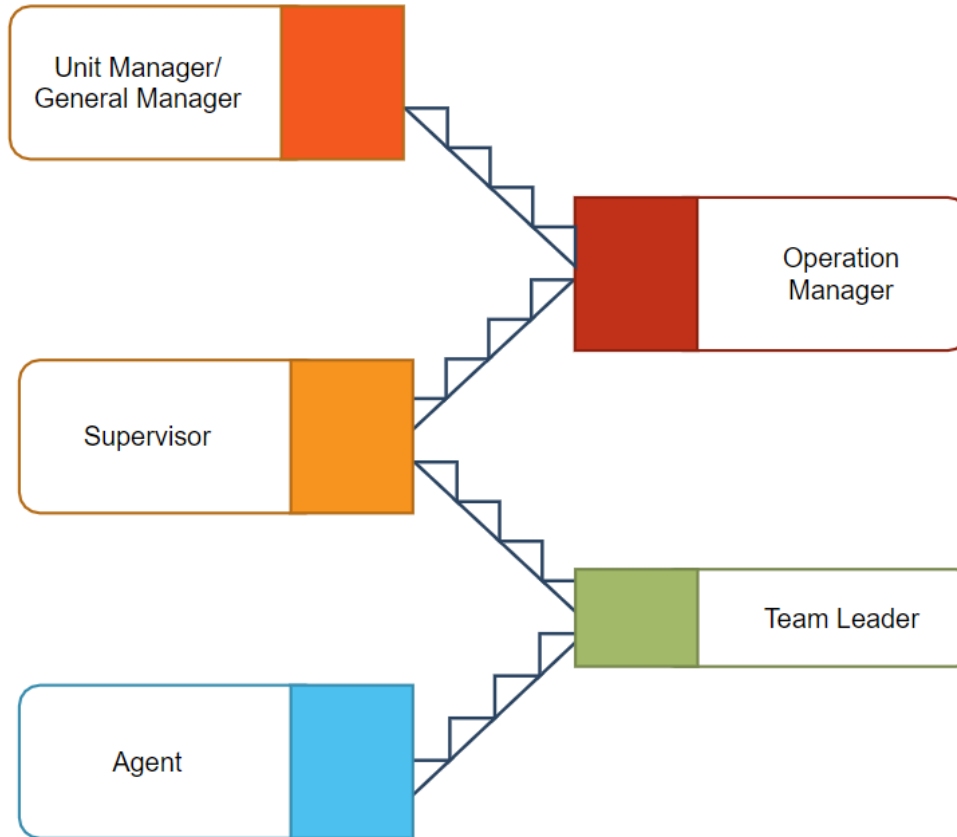 Unit Manager/
General Manager
Operation
Manager
Supervisor
Team Leader
Agent